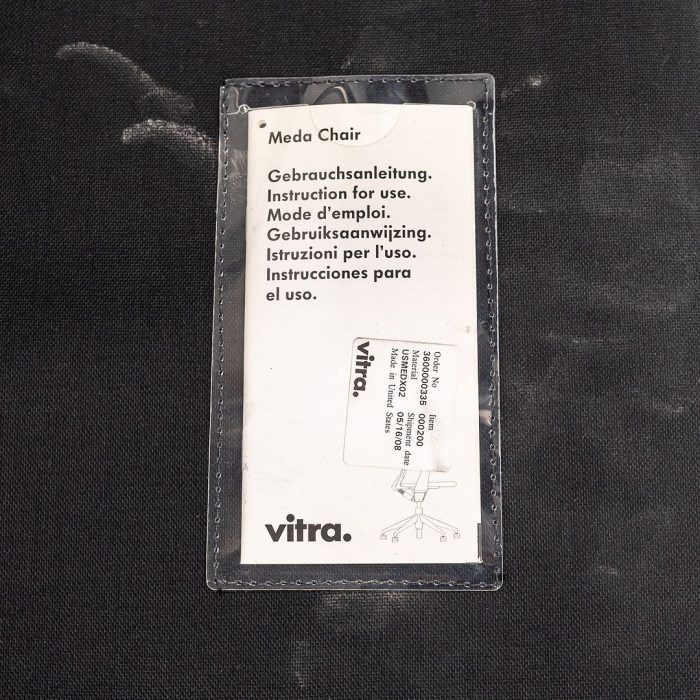 Meda Chair
Gebrauchsanleitung.
Instruction for use.
Mode d'emploi.
Gebruiksaanwijzing.
Istruzioni per l'uso.
Instrucciones para
el uso.
Order No Item
3600000335 000200
Material Shipment date
USMEDX02 05/16/08
Made in United States
vitra.
vitra.